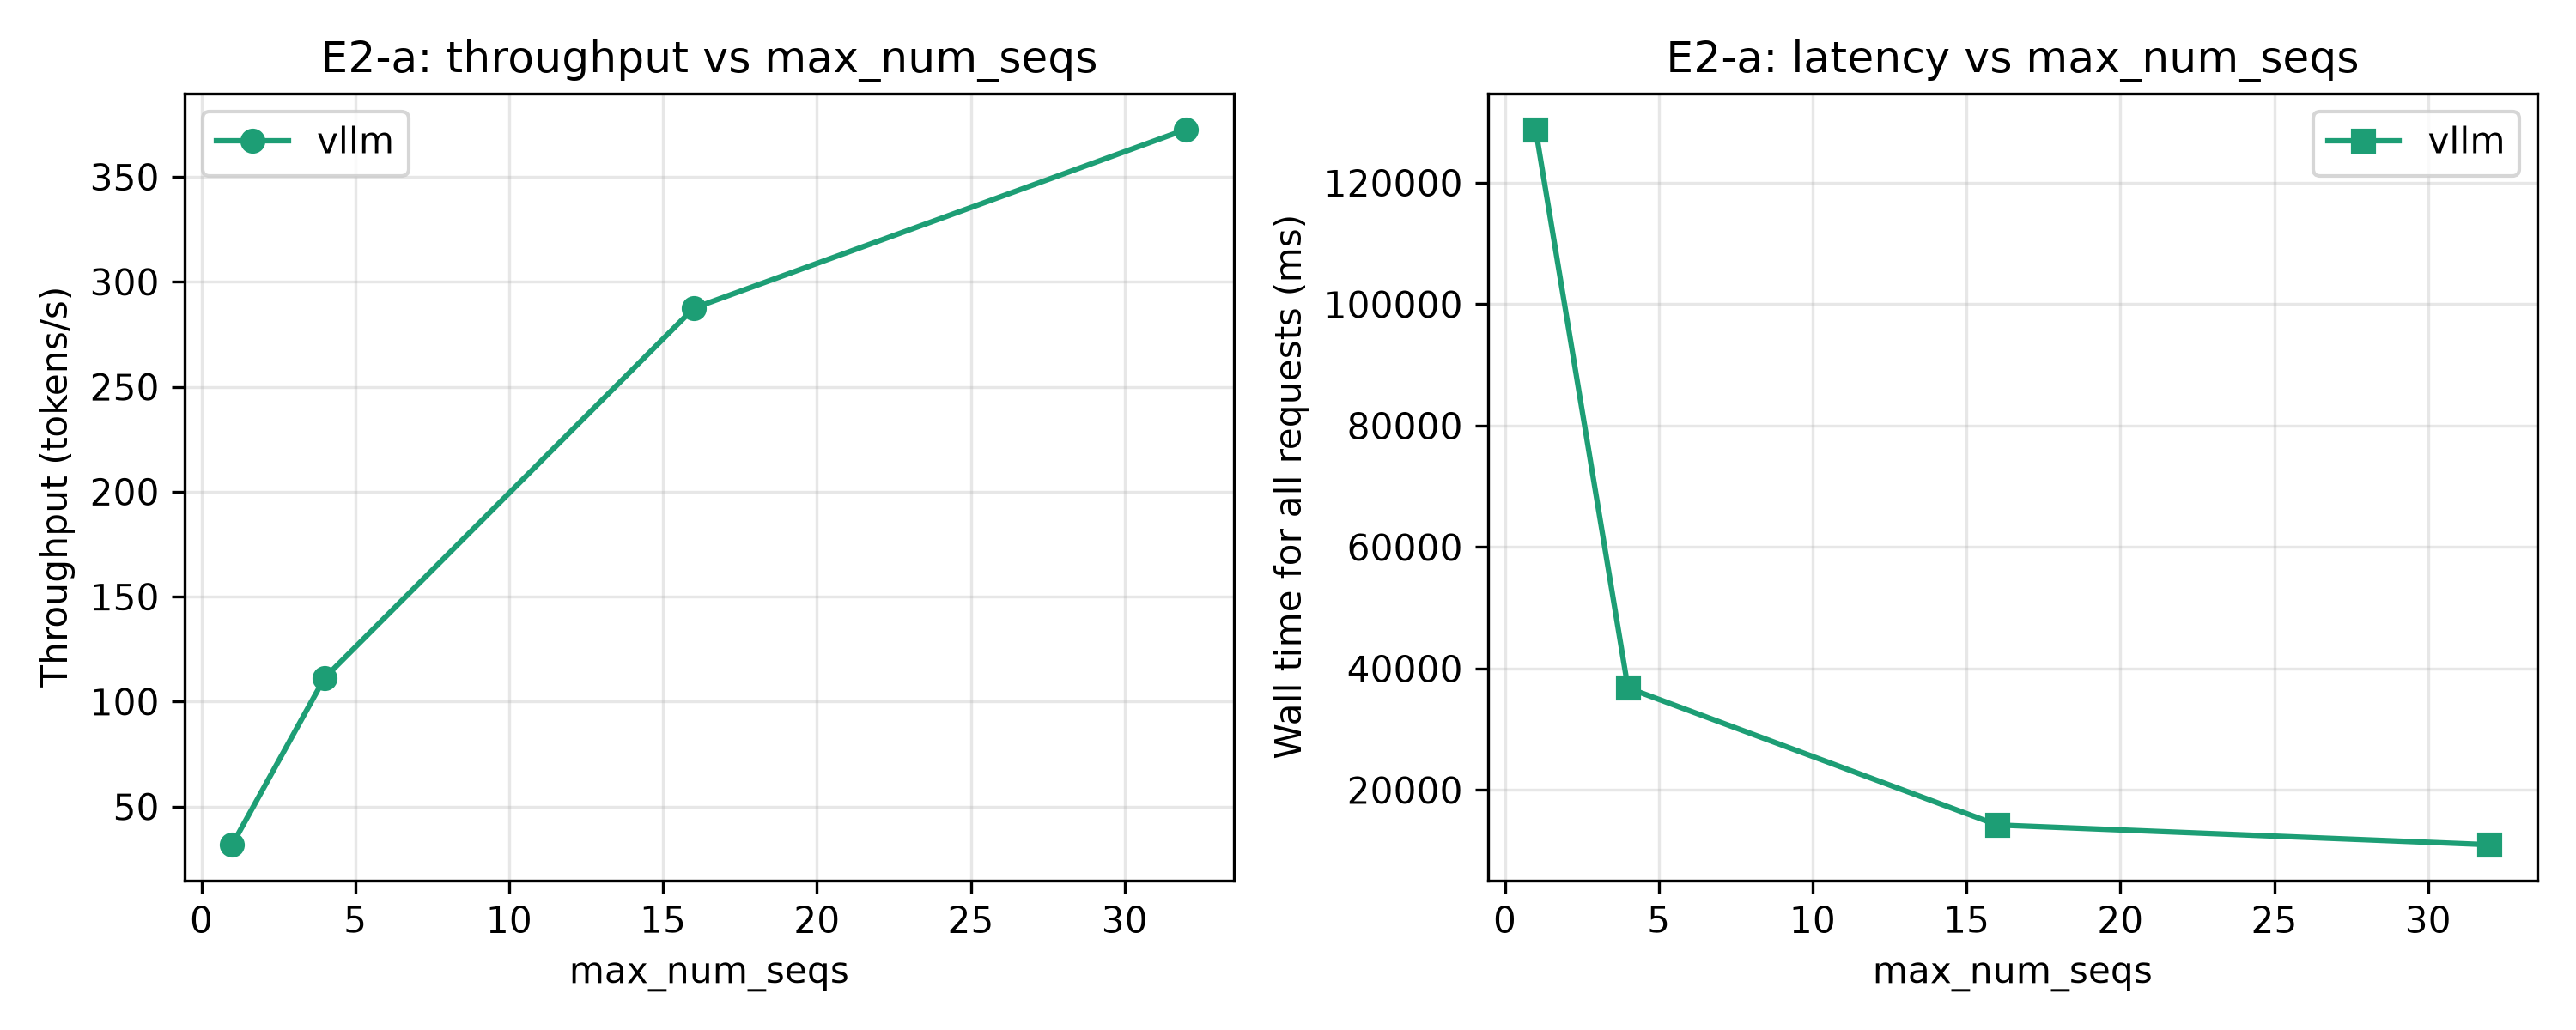 E2-a: throughput vs max_num_seqs
vllm
Throughput (tokens/s)
350
300
250
200
150
100
50
0 5 10 15 20 25 30
max_num_seqs
E2-a: latency vs max_num_seqs
vllm
Wall time for all requests (ms)
120000
100000
80000
60000
40000
20000
0 5 10 15 20 25 30
max_num_seqs